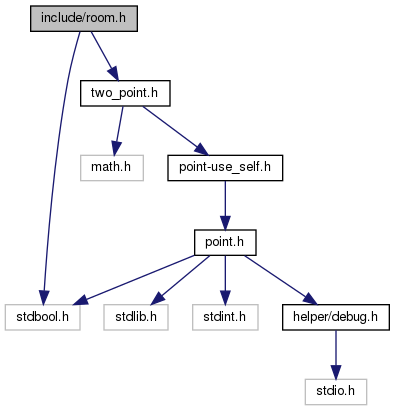 include/room.h
two_point.h
math.h
point-use_self.h
point.h
stdbool.h
stdlib.h
stdint.h
helper/debug.h
stdio.h